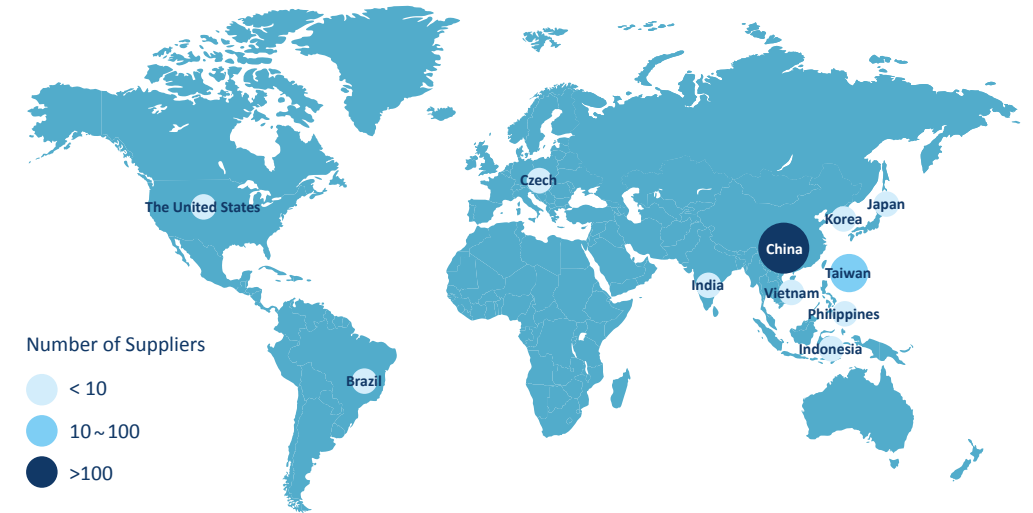 Czech
The United States
Japan
Korea
China
Taiwan
India
Vietnam
Philippines
Indonesia
Brazil
Number of Suppliers
< 10
10~100
>100